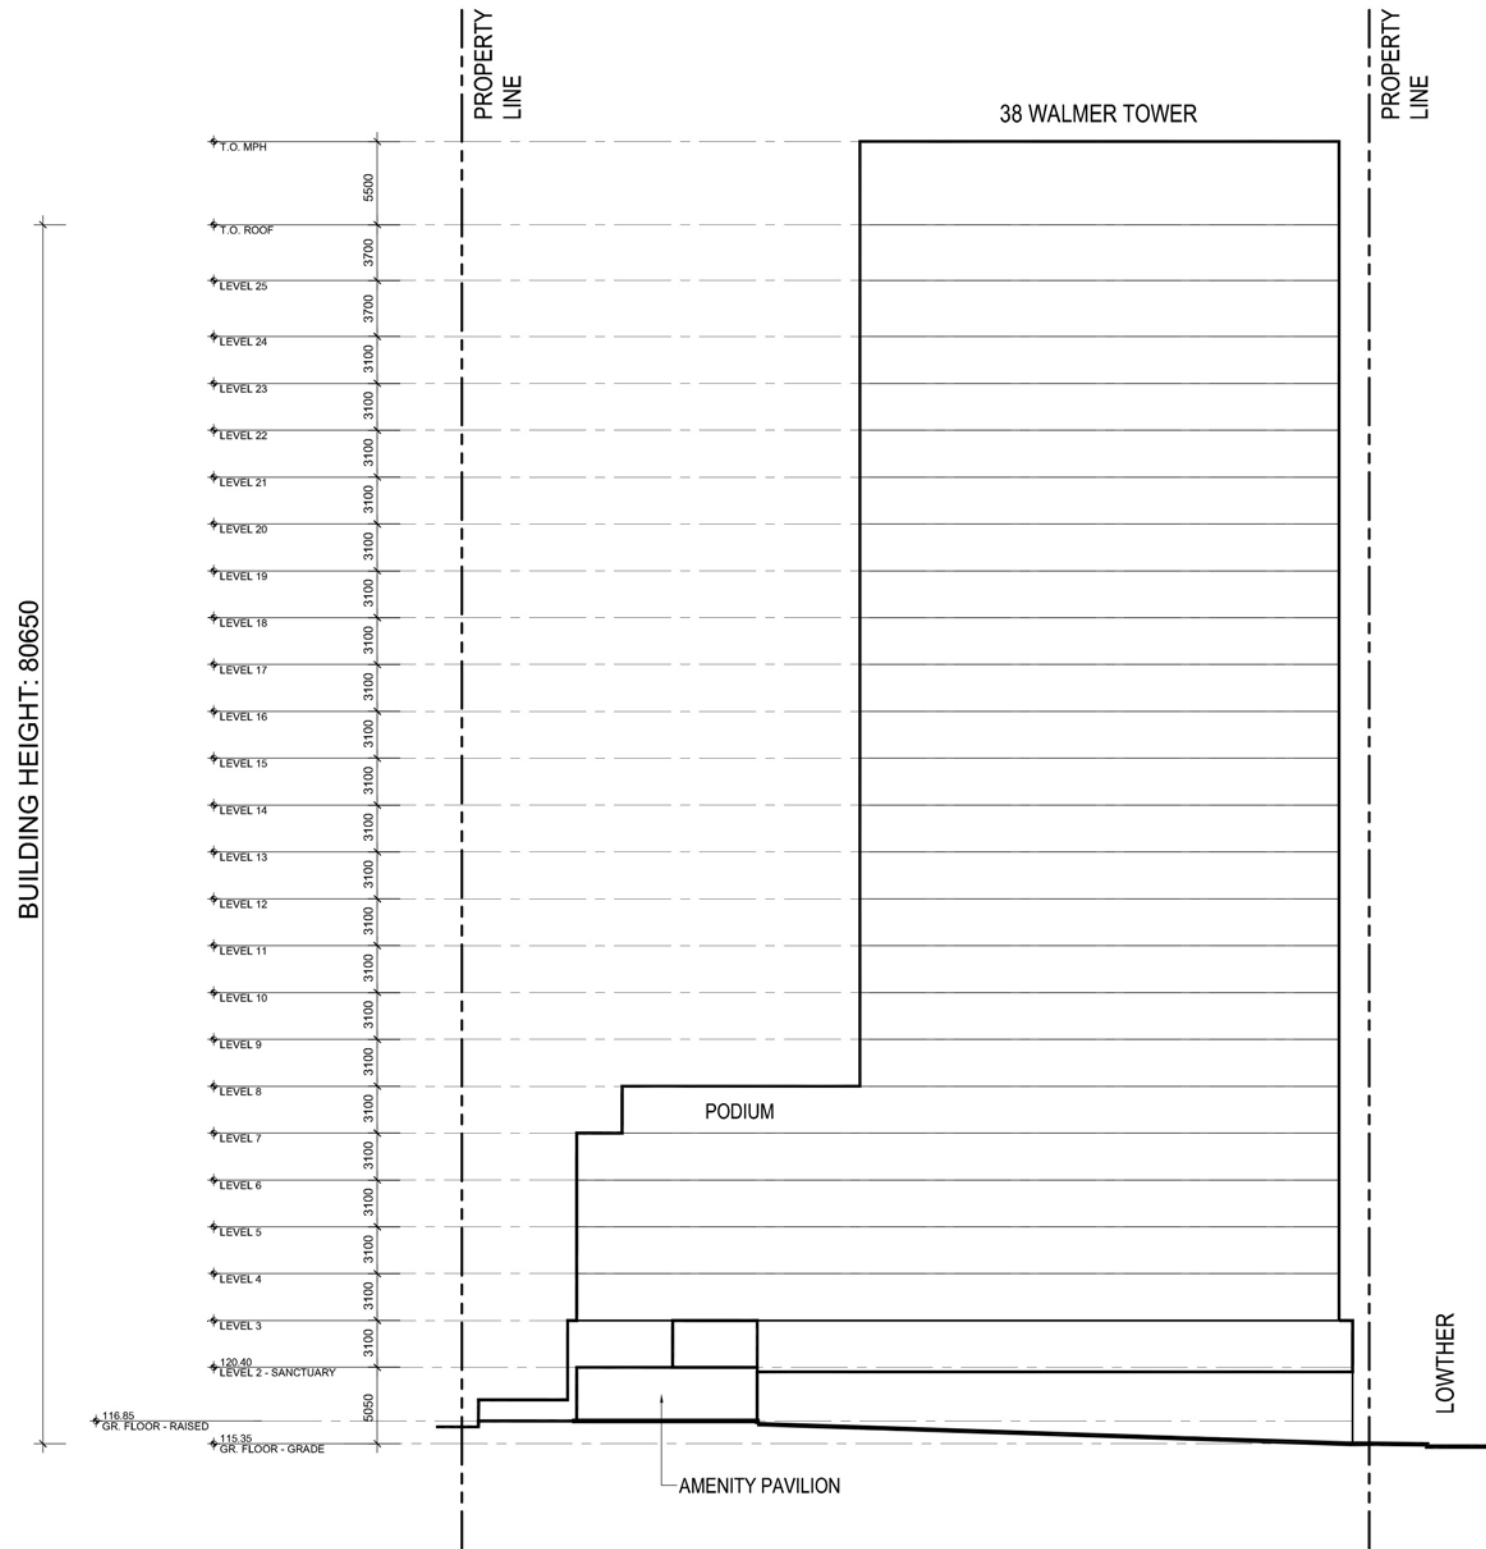 PROPERTY
LINE
PROPERTY
LINE
38 WALMER TOWER
T.O. MPH
5500
T.O. ROOF
3700
LEVEL 25
3700
LEVEL 24
3100
LEVEL 23
3100
LEVEL 22
3100
LEVEL 21
3100
LEVEL 20
3100
LEVEL 19
3100
LEVEL 18
3100
LEVEL 17
3100
LEVEL 16
3100
LEVEL 15
3100
LEVEL 14
3100
LEVEL 13
3100
LEVEL 12
3100
LEVEL 11
3100
LEVEL 10
3100
LEVEL 9
3100
LEVEL 8
3100
LEVEL 7
3100
LEVEL 6
3100
LEVEL 5
3100
LEVEL 4
3100
LEVEL 3
3100
120.40
LEVEL 2 - SANCTUARY
5050
116.85
GR. FLOOR - RAISED
115.35
GR. FLOOR - GRADE
BUILDING HEIGHT: 80650
PODIUM
AMENITY PAVILION
LOWTHER